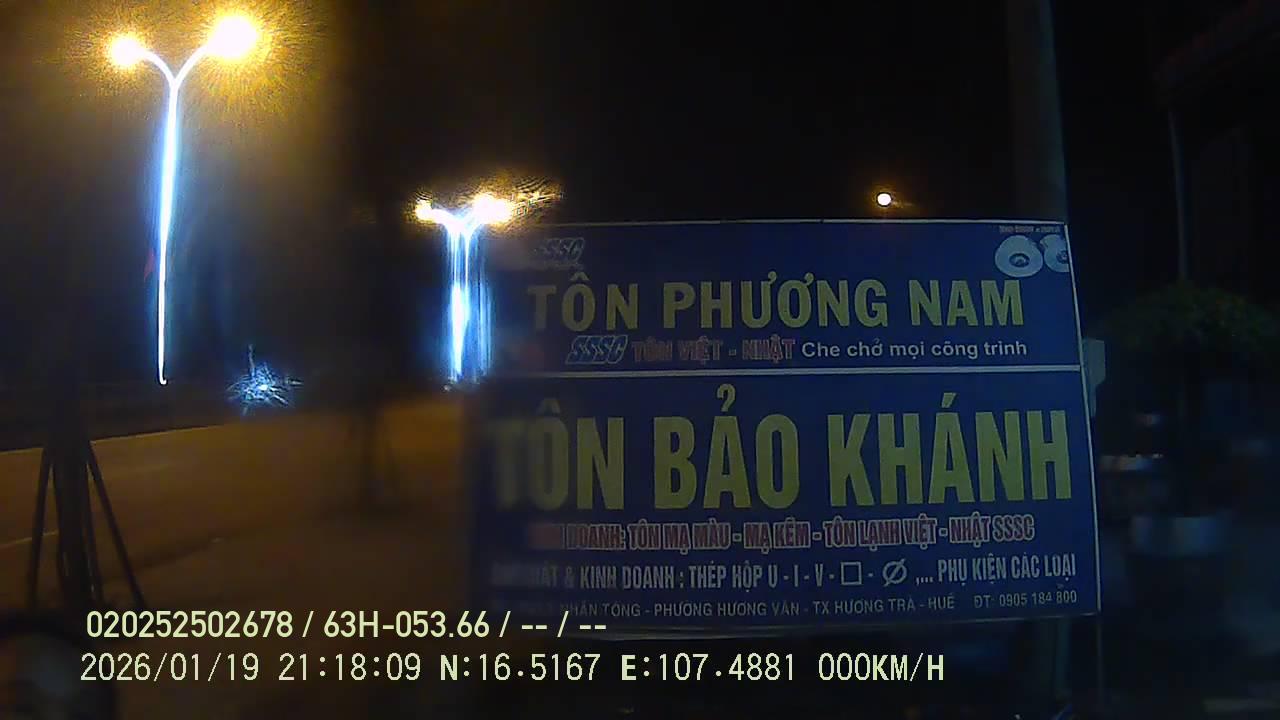 SSSC
TÔN PHƯƠNG NAM
SSSC TÔN VIỆT - NHẬT Che chở mọi công trình
TÔN BẢO KHÁNH
DOANH: TÔN MẠ MÀU - MẠ KẼM - TÔN LẠNH VIỆT - NHẬT SSSC
& KINH DOANH : THÉP HỘP U - I - V - □ - Ø ,... PHỤ KIỆN CÁC LOẠI
NHÂN TÔNG - PHƯỜNG HƯƠNG VÂN - TX HƯƠNG TRÀ - HUẾ ĐT: 0905 184 800
020252502678 / 63H-053.66 / -- / --
2026/01/19 21:18:09 N:16.5167 E:107.4881 000KM/H